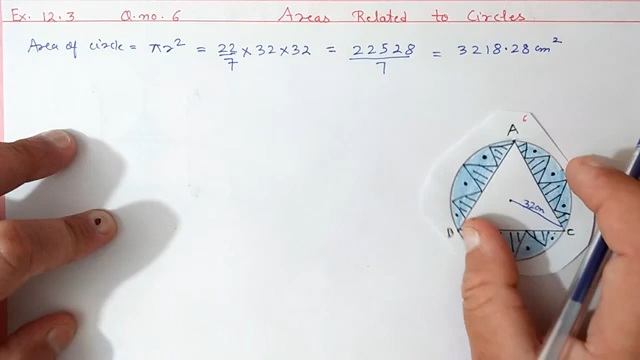 Ex. 12.3 Q.no. 6 Areas Related to Circles
Area of circle = πr² = 22/7 × 32 × 32 = 22528/7 = 3218.28 cm²
6
A
32cm
B C